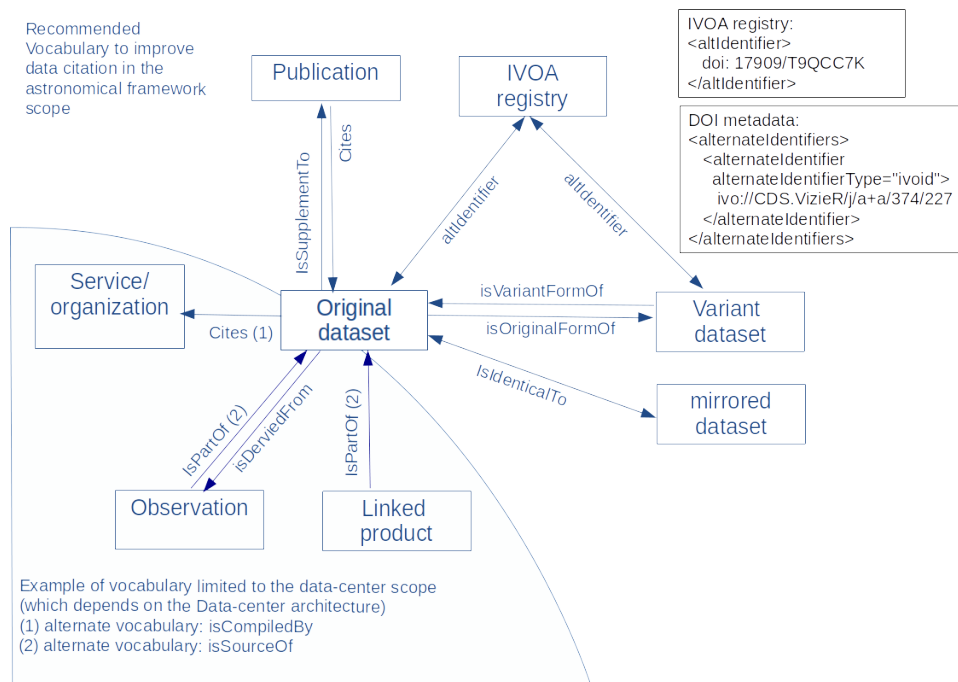 Recommended
Vocabulary to improve
data citation in the
astronomical framework
scope
Publication
IVOA
registry
IVOA registry:
<altIdentifier>
doi: 17909/T9QCC7K
</altIdentifier>
DOI metadata:
<alternateIdentifiers>
<alternateIdentifier
alternateIdentifierType="ivoid">
ivo://CDS.VizieR/j/a+a/374/227
</alternateIdentifier>
</alternateIdentifiers>
IsSupplementTo
Cites
altIdentifier
altIdentifier
Service/
organization
Cites (1)
Original
dataset
isVariantFormOf
isOriginalFormOf
Variant
dataset
IsIdenticalTo
mirrored
dataset
IsPartOf (2)
isDerviedFrom
IsPartOf (2)
Observation
Linked
product
Example of vocabulary limited to the data-center scope
(which depends on the Data-center architecture)
(1) alternate vocabulary: isCompiledBy
(2) alternate vocabulary: isSourceOf